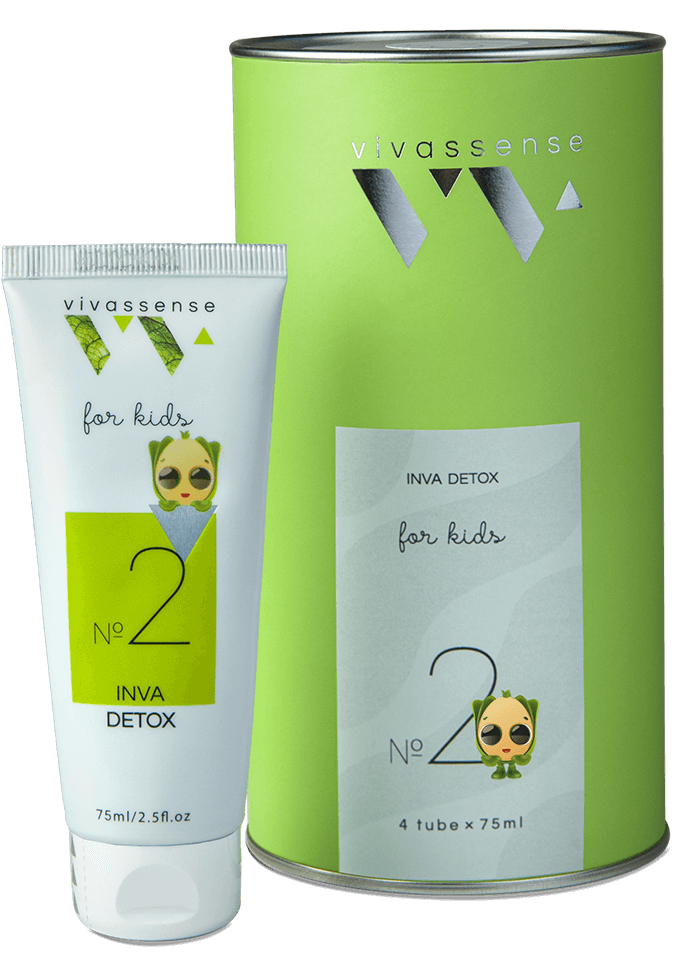 vivassense
for kids
Nº2
INVA
DETOX
75ml/2.5fl.oz
vivassense
INVA DETOX
for kids
Nº2
4 tube × 75ml